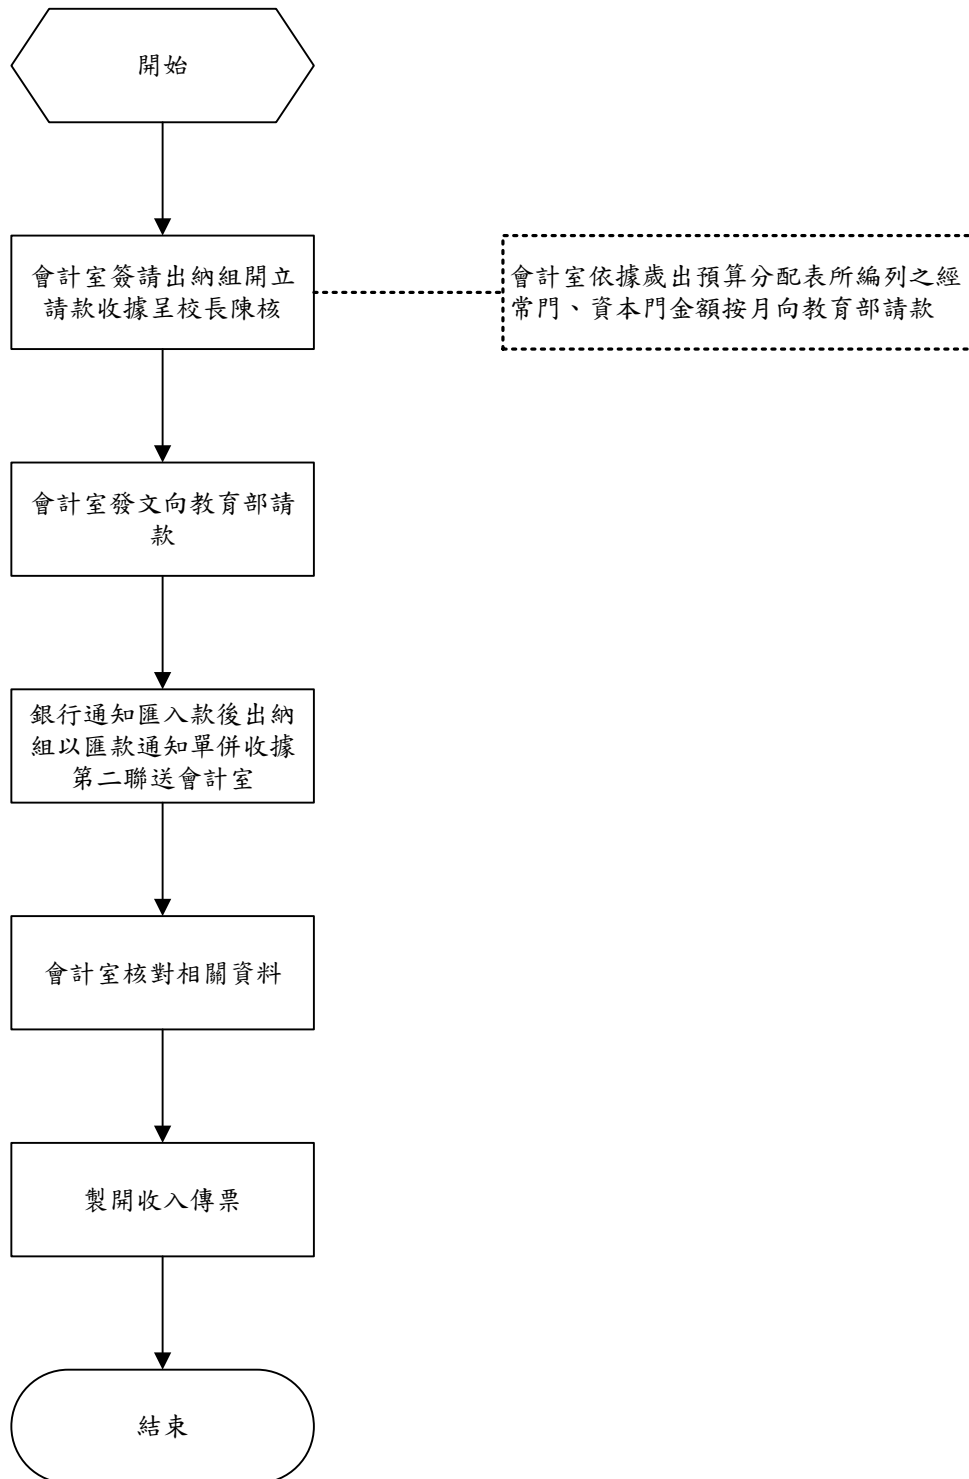 開始
會計室簽請出納組開立
請款收據呈校長陳核
會計室依據歲出預算分配表所編列之經
常門、資本門金額按月向教育部請款
會計室發文向教育部請
款
銀行通知匯入款後出納
組以匯款通知單併收據
第二聯送會計室
會計室核對相關資料
製開收入傳票
結束